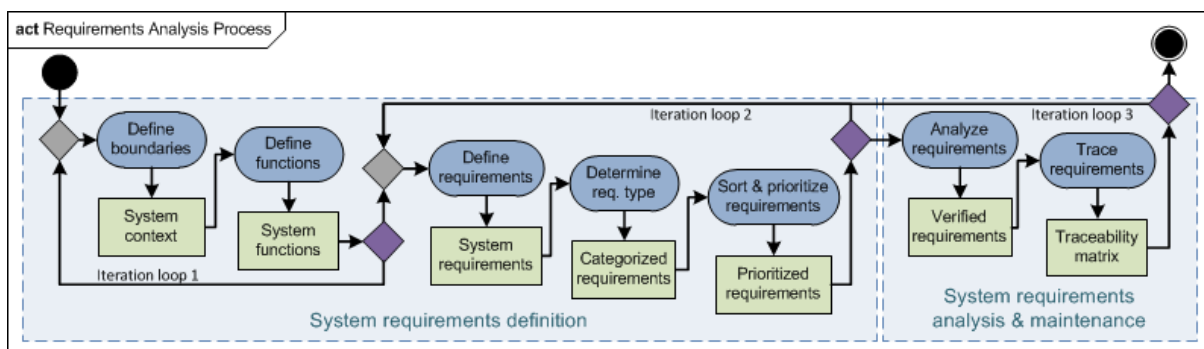 act Requirements Analysis Process
Iteration loop 2
Iteration loop 3
Define
boundaries
Define
functions
Define
requirements
Determine
req. type
Sort & prioritize
requirements
Analyze
requirements
Trace
requirements
System
context
System
functions
System
requirements
Categorized
requirements
Prioritized
requirements
Verified
requirements
Traceability
matrix
Iteration loop 1
System requirements definition
System requirements
analysis & maintenance